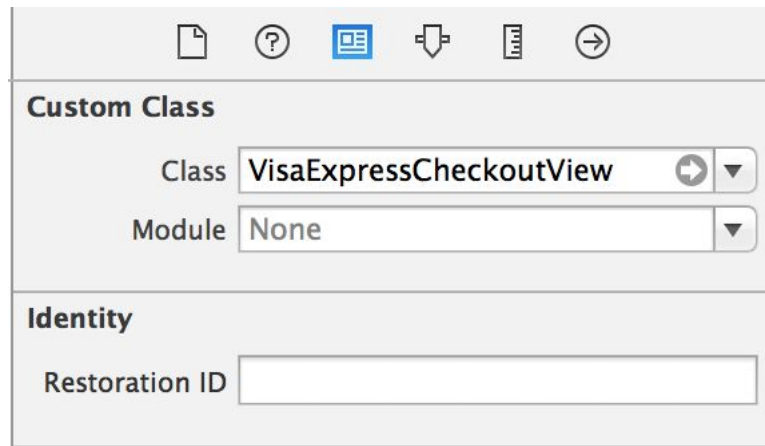 Custom Class
Class VisaExpressCheckoutView
Module None
Identity
Restoration ID